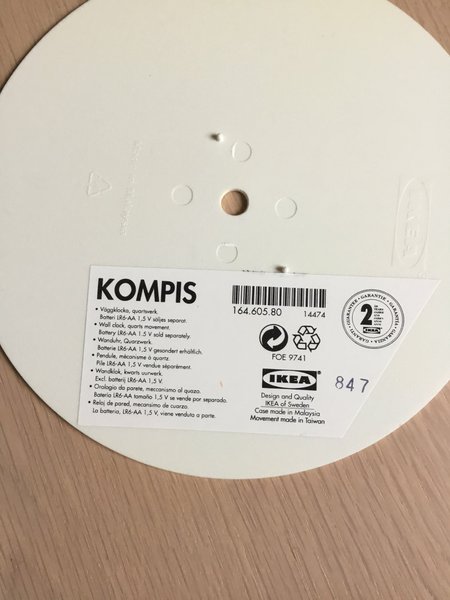 IKEA
KOMPIS
• Väggklocka, quartsverk.
Batteri LR6-AA 1,5 V säljes separat.
• Wall clock, quarts movement.
Battery LR6-AA 1,5 V sold separately.
• Wanduhr, Quarzwerk.
Batterie LR6-AA 1,5 V gesondert erhältlich.
• Pendule, mécanisme à quartz.
Pile LR6-AA 1,5 V vendue séparément.
• Wandklok, kwarts uurwerk.
Excl. batterij LR6-AA 1,5 V.
• Orologio da parete, meccanismo al quazo.
Bataria LR6-AA tomaño 1,5 V se vende por separado.
• Reloj de pared, mecanismo de cuarzo.
La batteria, LR6-AA 1,5 V, viene venduta a parte.
164.605.80
14474
FOE 9741
IKEA
Design and Quality
IKEA of Sweden
Case made in Malaysia
Movement made in Taiwan
2
IKEA
847